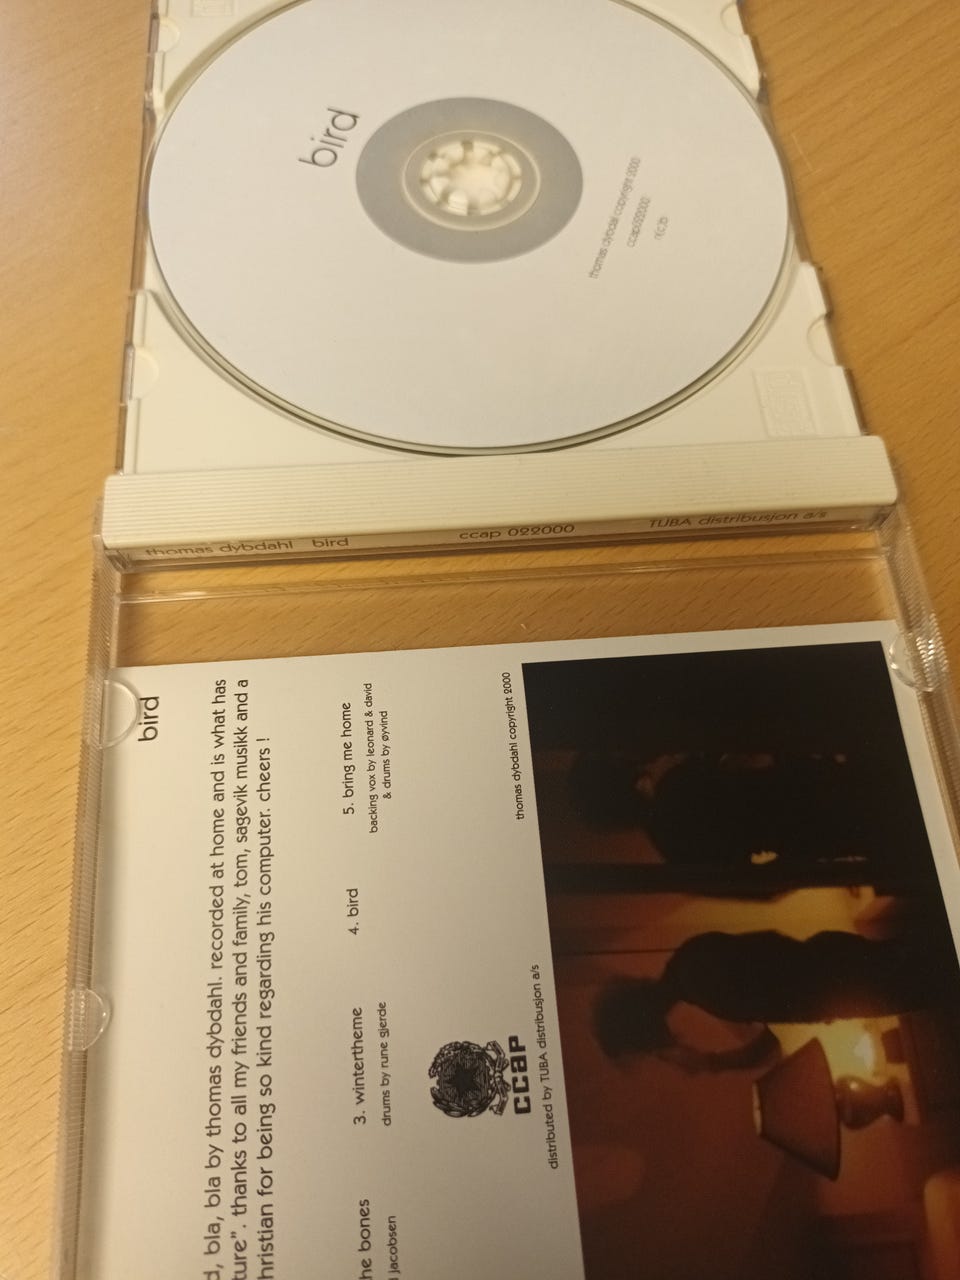 bird
thomas dybdal copyright 2000
ccap022000
ncb
thomas dybdahl bird
ccap 022000
TUBA distribusjon a/s
bird
, bla, bla by thomas dybdahl. recorded at home and is what has
ture". thanks to all my friends and family, tom, sagevik musikk and a
hristian for being so kind regarding his computer. cheers !
he bones
jacobsen
3. wintertheme
drums by rune gjerde
4. bird
5. bring me home
backing vox by leonard & david
& drums by øyvind
ccap
distributed by TUBA distribusjon a/s
thomas dybdahl copyright 2000